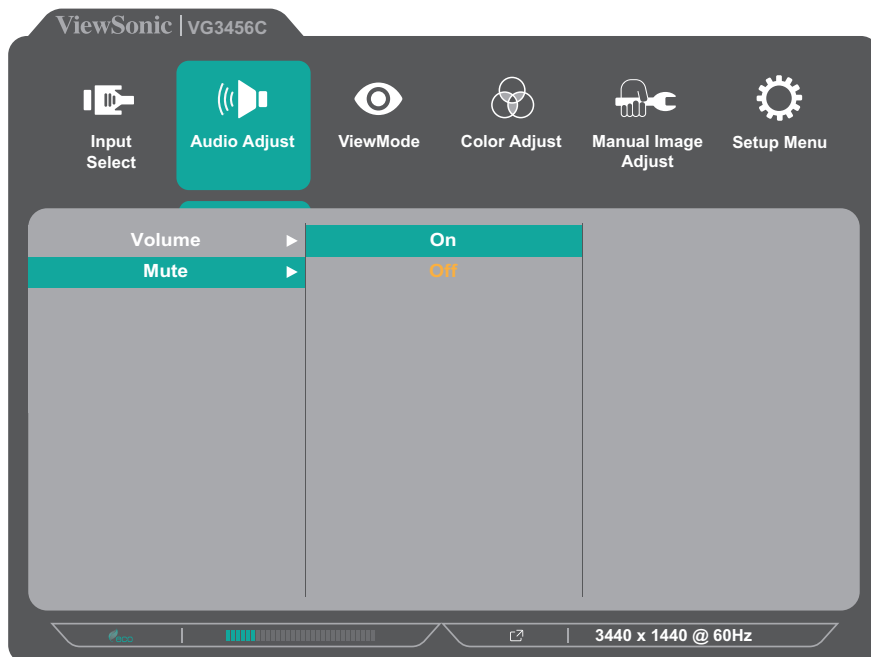 ViewSonic | VG3456C
Input Select
Audio Adjust
ViewMode
Color Adjust
Manual Image Adjust
Setup Menu
Volume
On
Mute
Off
eco
3440 x 1440 @ 60Hz